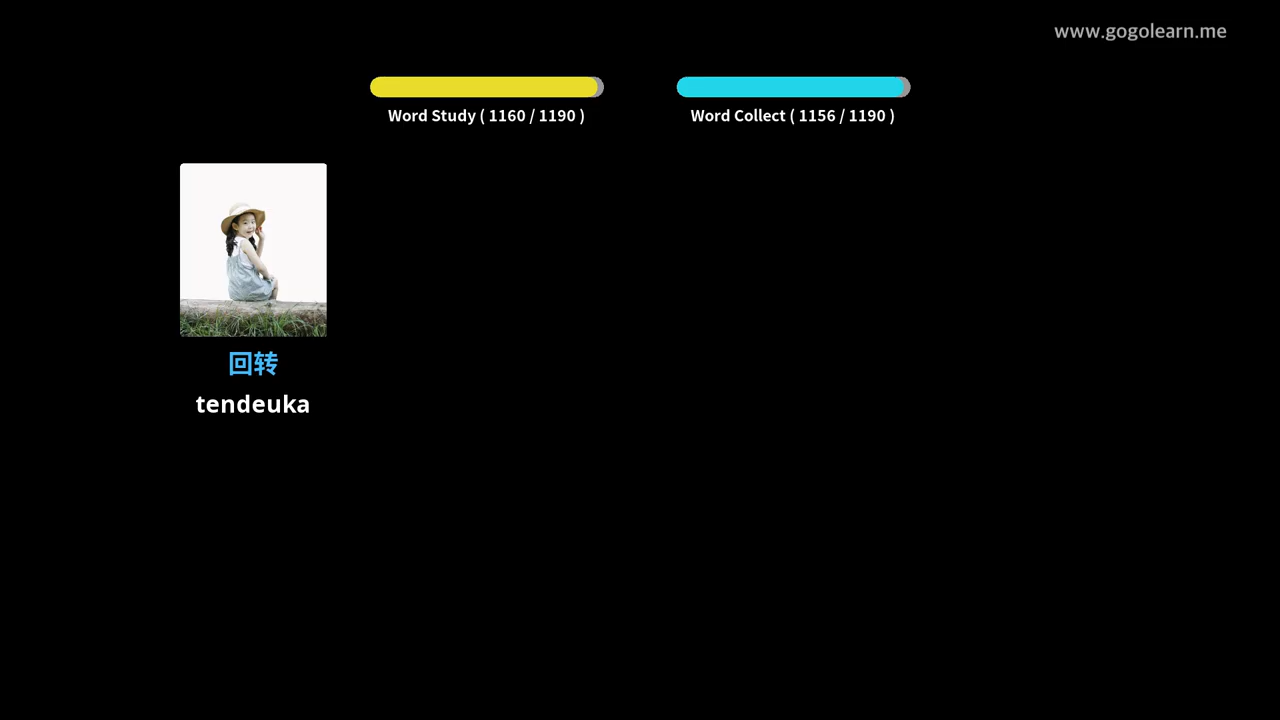 www.gogolearn.me
Word Study ( 1160 / 1190 )
Word Collect ( 1156 / 1190 )
回转
tendeuka